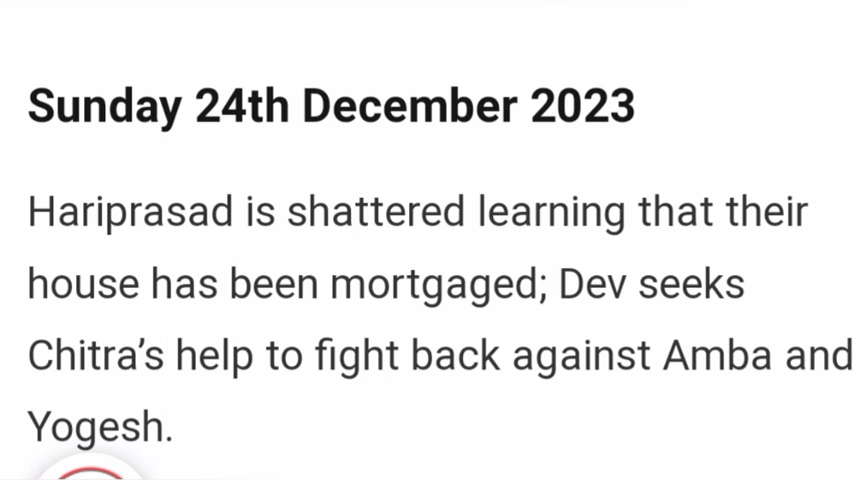 Sunday 24th December 2023
Hariprasad is shattered learning that their
house has been mortgaged; Dev seeks
Chitra’s help to fight back against Amba and
Yogesh.